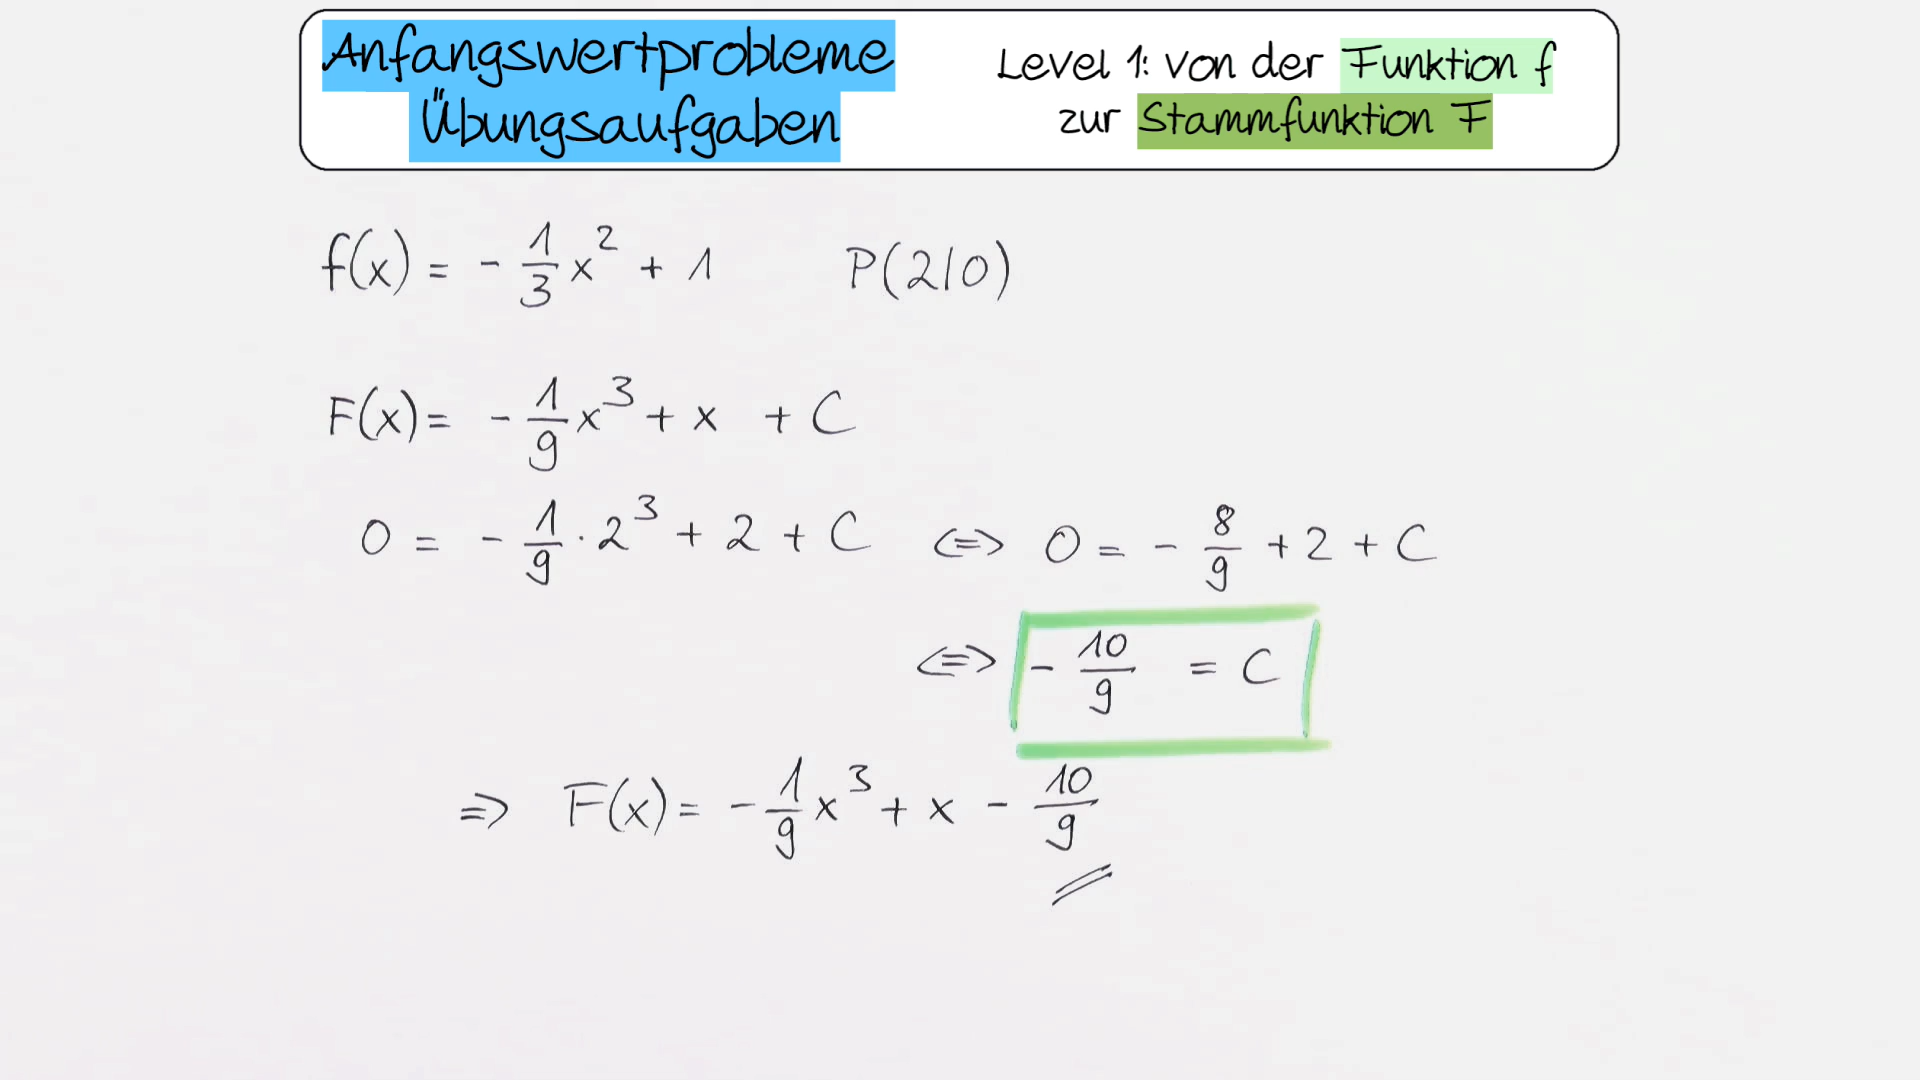 Anfangswertprobleme
Übungsaufgaben
Level 1: von der Funktion f
zur Stammfunktion F
f(x) = - 1/3 x² + 1 P(2|0)
F(x) = - 1/9 x³ + x + C
0 = - 1/9 · 2³ + 2 + C <=> 0 = - 8/9 + 2 + C
<=> - 10/9 = C
=> F(x) = - 1/9 x³ + x - 10/9